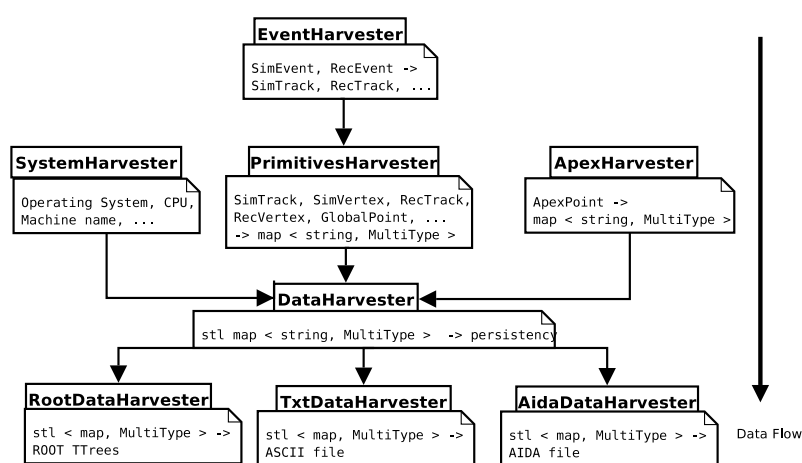 EventHarvester
SimEvent, RecEvent ->
SimTrack, RecTrack, ...
SystemHarvester
Operating System, CPU,
Machine name, ...
PrimitivesHarvester
SimTrack, SimVertex, RecTrack,
RecVertex, GlobalPoint, ...
-> map < string, MultiType >
ApexHarvester
ApexPoint ->
map < string, MultiType >
DataHarvester
stl map < string, MultiType >  -> persistency
RootDataHarvester
stl < map, MultiType > ->
ROOT TTrees
TxtDataHarvester
stl < map, MultiType > ->
ASCII file
AidaDataHarvester
stl < map, MultiType > ->
AIDA file
Data Flow